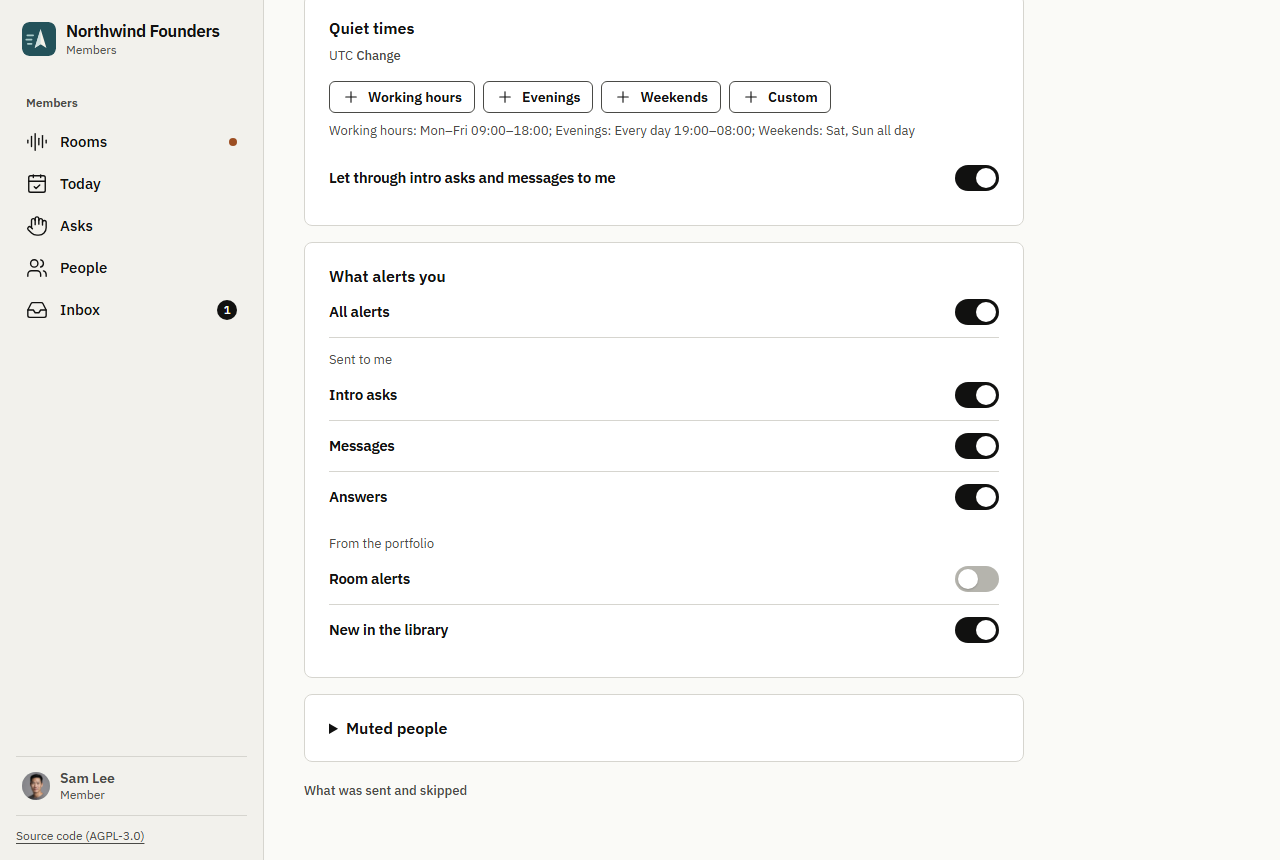 Northwind Founders
Members
Members
Rooms
Today
Asks
People
Inbox
1
Sam Lee
Member
Source code (AGPL-3.0)
Quiet times
UTC Change
Working hours
Evenings
Weekends
Custom
Working hours: Mon–Fri 09:00–18:00; Evenings: Every day 19:00–08:00; Weekends: Sat, Sun all day
Let through intro asks and messages to me
What alerts you
All alerts
Sent to me
Intro asks
Messages
Answers
From the portfolio
Room alerts
New in the library
Muted people
What was sent and skipped